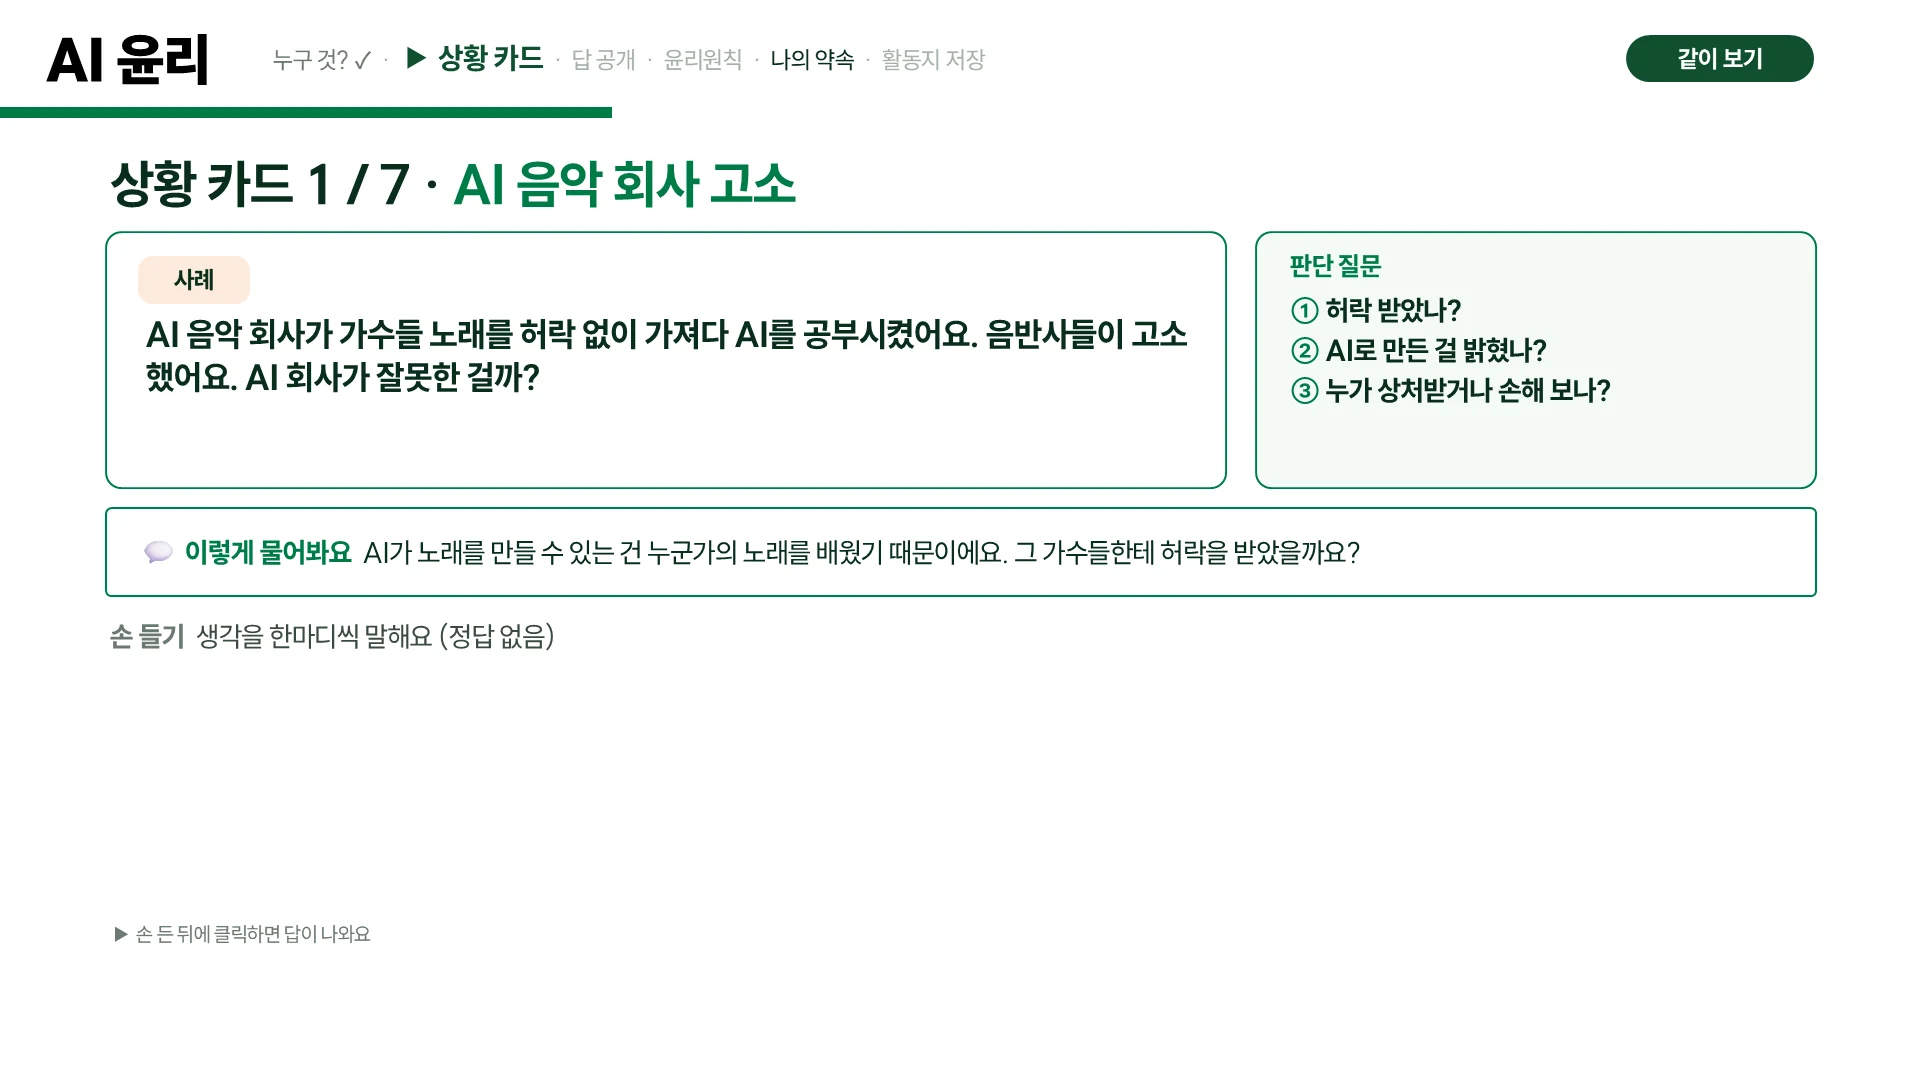 AI 윤리
누구 것? ✓ · ▶ 상황 카드 · 답 공개 · 윤리원칙 · 나의 약속 · 활동지 저장
같이 보기
상황 카드 1 / 7 · AI 음악 회사 고소
사례
AI 음악 회사가 가수들 노래를 허락 없이 가져다 AI를 공부시켰어요. 음반사들이 고소
했어요. AI 회사가 잘못한 걸까?
판단 질문
① 허락 받았나?
② AI로 만든 걸 밝혔나?
③ 누가 상처받거나 손해 보나?
💬 이렇게 물어봐요 AI가 노래를 만들 수 있는 건 누군가의 노래를 배웠기 때문이에요. 그 가수들한테 허락을 받았을까요?
손 들기 생각을 한마디씩 말해요 (정답 없음)
▶ 손 든 뒤에 클릭하면 답이 나와요